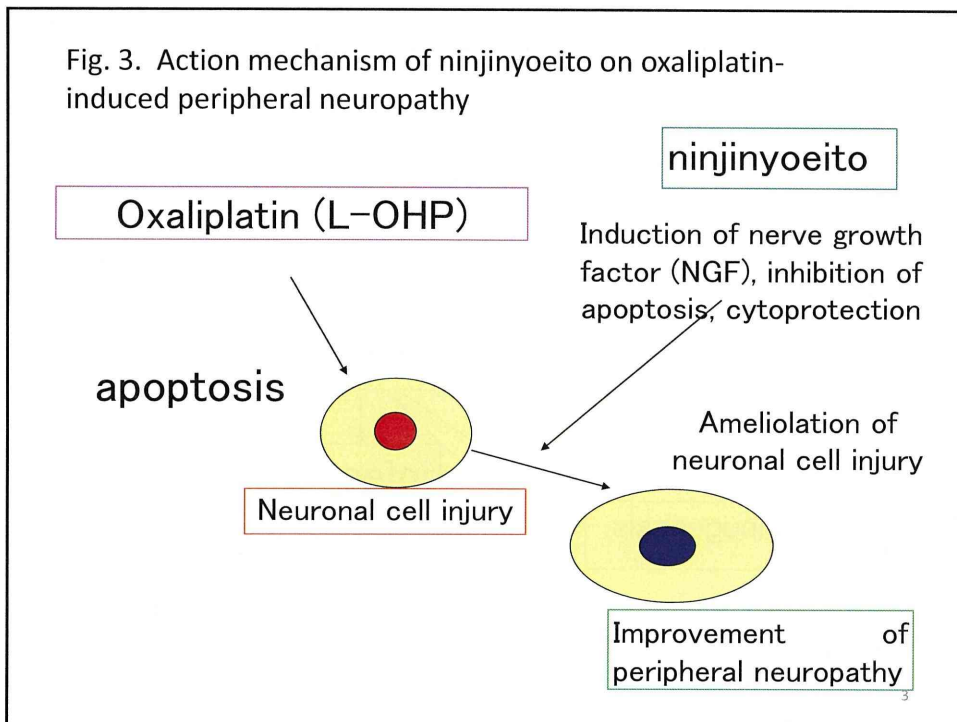 Fig. 3.  Action mechanism of ninjinyoeito on oxaliplatin-
induced peripheral neuropathy
ninjinyoeito
Oxaliplatin (L-OHP)
Induction of nerve growth
factor (NGF), inhibition of
apoptosis, cytoprotection
apoptosis
Ameliolation of
neuronal cell injury
Neuronal cell injury
Improvement of
peripheral neuropathy
3